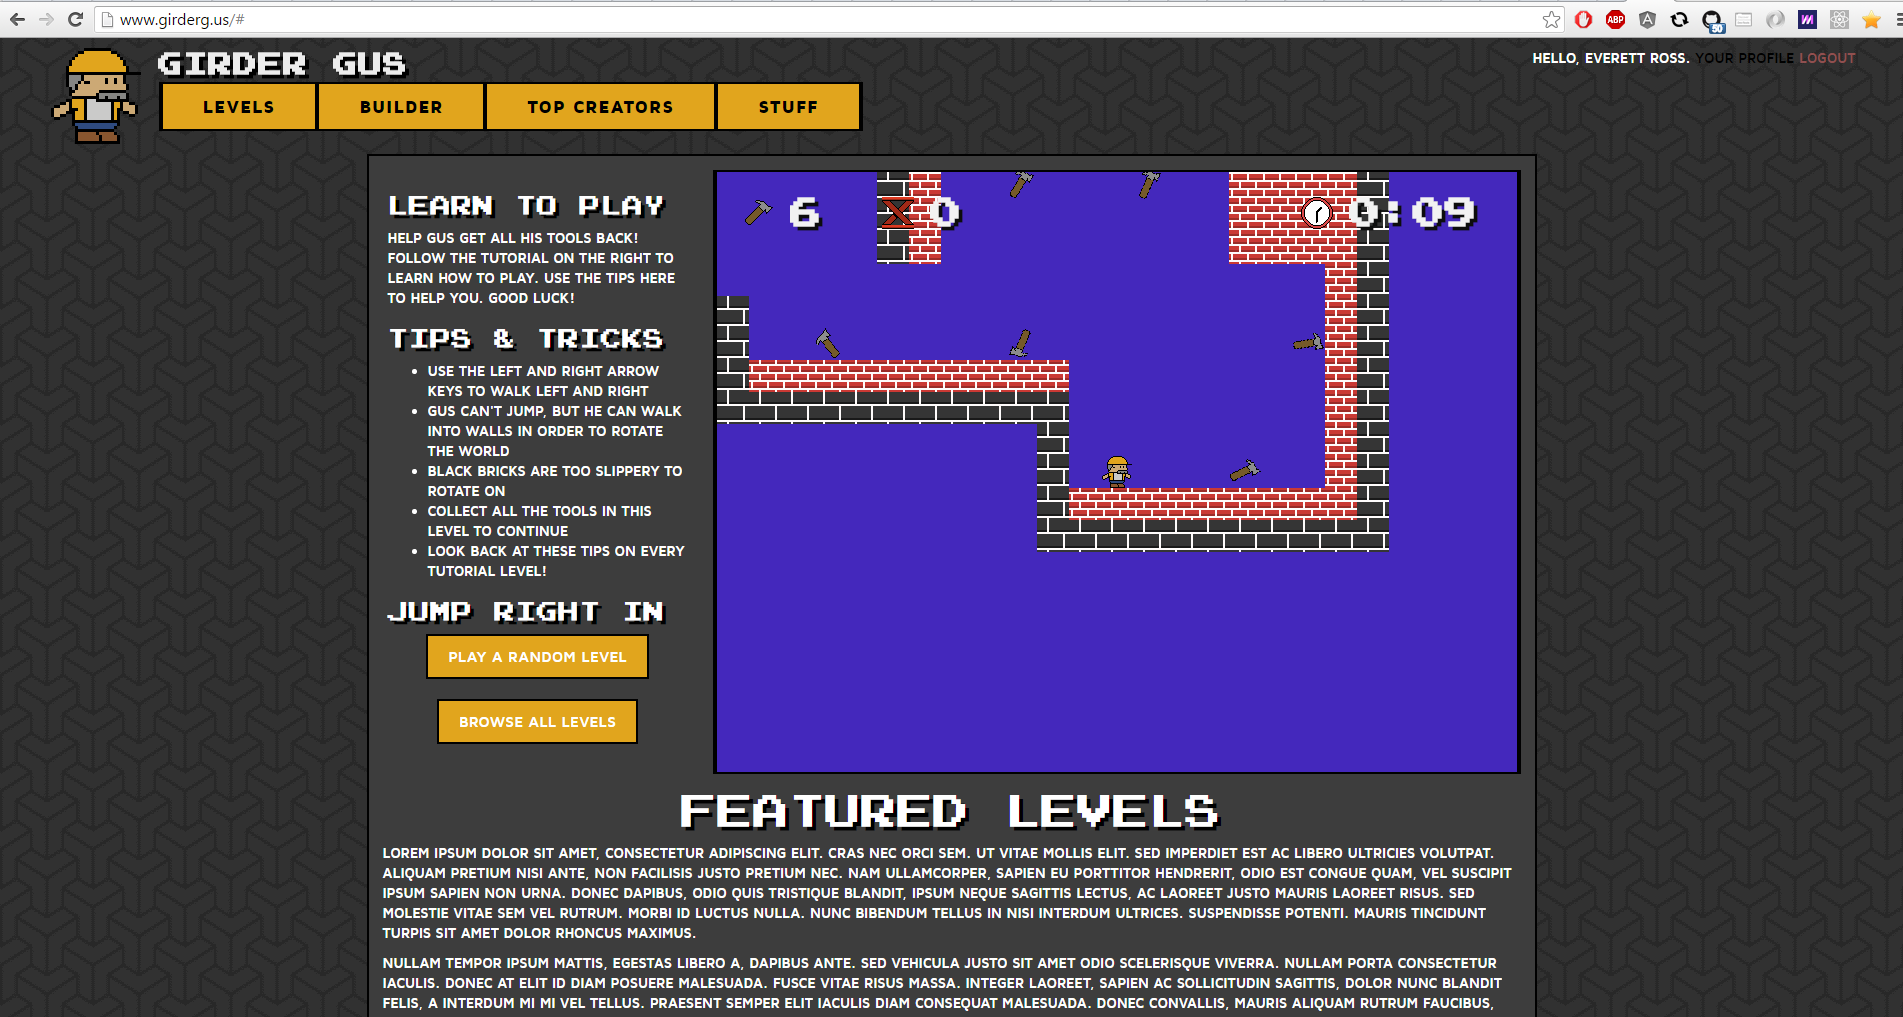 www.girderg.us/#
ABP
50
GIRDER GUS
HELLO, EVERETT ROSS. YOUR PROFILE LOGOUT
LEVELS
BUILDER
TOP CREATORS
STUFF
LEARN TO PLAY
HELP GUS GET ALL HIS TOOLS BACK!
FOLLOW THE TUTORIAL ON THE RIGHT TO
LEARN HOW TO PLAY. USE THE TIPS HERE
TO HELP YOU. GOOD LUCK!
TIPS & TRICKS
• USE THE LEFT AND RIGHT ARROW
KEYS TO WALK LEFT AND RIGHT
• GUS CAN'T JUMP, BUT HE CAN WALK
INTO WALLS IN ORDER TO ROTATE
THE WORLD
• BLACK BRICKS ARE TOO SLIPPERY TO
ROTATE ON
• COLLECT ALL THE TOOLS IN THIS
LEVEL TO CONTINUE
• LOOK BACK AT THESE TIPS ON EVERY
TUTORIAL LEVEL!
JUMP RIGHT IN
PLAY A RANDOM LEVEL
BROWSE ALL LEVELS
6
0
0:09
FEATURED LEVELS
LOREM IPSUM DOLOR SIT AMET, CONSECTETUR ADIPISCING ELIT. CRAS NEC ORCI SEM. UT VITAE MOLLIS ELIT. SED IMPERDIET EST AC LIBERO ULTRICIES VOLUTPAT.
ALIQUAM PRETIUM NISI ANTE, NON FACILISIS JUSTO PRETIUM NEC. NAM ULLAMCORPER, SAPIEN EU PORTTITOR HENDRERIT, ODIO EST CONGUE QUAM, VEL SUSCIPIT
IPSUM SAPIEN NON URNA. DONEC DAPIBUS, ODIO QUIS TRISTIQUE BLANDIT, IPSUM NEQUE SAGITTIS LECTUS, AC LAOREET JUSTO MAURIS LAOREET RISUS. SED
MOLESTIE VITAE SEM VEL RUTRUM. MORBI ID LUCTUS NULLA. NUNC BIBENDUM TELLUS IN NISI INTERDUM ULTRICES. SUSPENDISSE POTENTI. MAURIS TINCIDUNT
TURPIS SIT AMET DOLOR RHONCUS MAXIMUS.
NULLAM TEMPOR IPSUM MATTIS, EGESTAS LIBERO A, DAPIBUS ANTE. SED VEHICULA JUSTO SIT AMET ODIO SCELERISQUE VIVERRA. NULLAM PORTA CONSECTETUR
IACULIS. DONEC AT ELIT ID DIAM POSUERE MALESUADA. FUSCE VITAE RISUS MASSA. INTEGER LAOREET, SAPIEN AC SOLLICITUDIN SAGITTIS, DOLOR NUNC BLANDIT
FELIS, A INTERDUM MI MI VEL TELLUS. PRAESENT SEMPER ELIT IACULIS DIAM CONSEQUAT MALESUADA. DONEC CONVALLIS, MAURIS ALIQUAM RUTRUM FAUCIBUS,